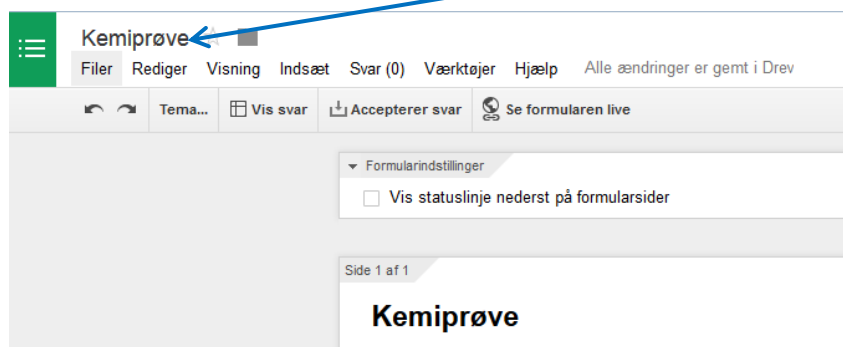 Kemiprøve
Filer Rediger Visning Indsæt Svar (0) Værktøjer Hjælp Alle ændringer er gemt i Drev
Tema... Vis svar Accepterer svar Se formularen live
Formularindstillinger
Vis statuslinje nederst på formularsider
Side 1 af 1
Kemiprøve